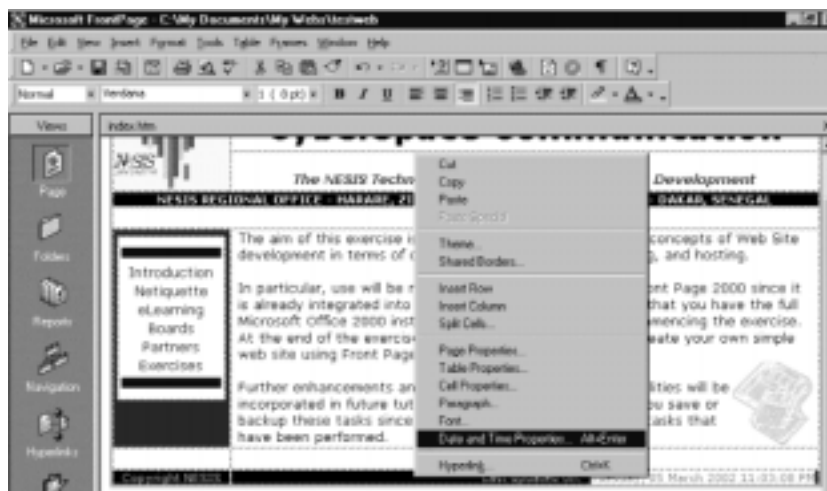 Microsoft FrontPage - C:\My Documents\My Webs\testweb
File Edit View Insert Format Tools Table Frames Window Help
Normal Verdana 1 ( 8 pt) B I U A
Views index.htm
Page
Folders
Reports
Navigation
Hyperlinks
Cyberspace Communication
NESIS
The NESIS Techn Development
NESIS REGIONAL OFFICE - HARARE, ZI - DAKAR, SENEGAL
Introduction
Netiquette
eLearning
Boards
Partners
Exercises
The aim of this exercise is concepts of Web Site
development in terms of and hosting.
In particular, use will be Page 2000 since it
is already integrated into that you have the full
Microsoft Office 2000 inst mencing the exercise.
At the end of the exercis eate your own simple
web site using Front Page
Further enhancements an lities will be
incorporated in future tut ou save or
backup these tasks since tasks that
have been performed.
Cut
Copy
Paste
Paste Special
Theme...
Shared Borders...
Insert Row
Insert Column
Split Cells...
Page Properties...
Table Properties...
Cell Properties...
Paragraph...
Font...
Date and Time Properties... Alt+Enter
Hyperlink... Ctrl+K
Copyright NESIS 05 March 2002 11:03:08 PM